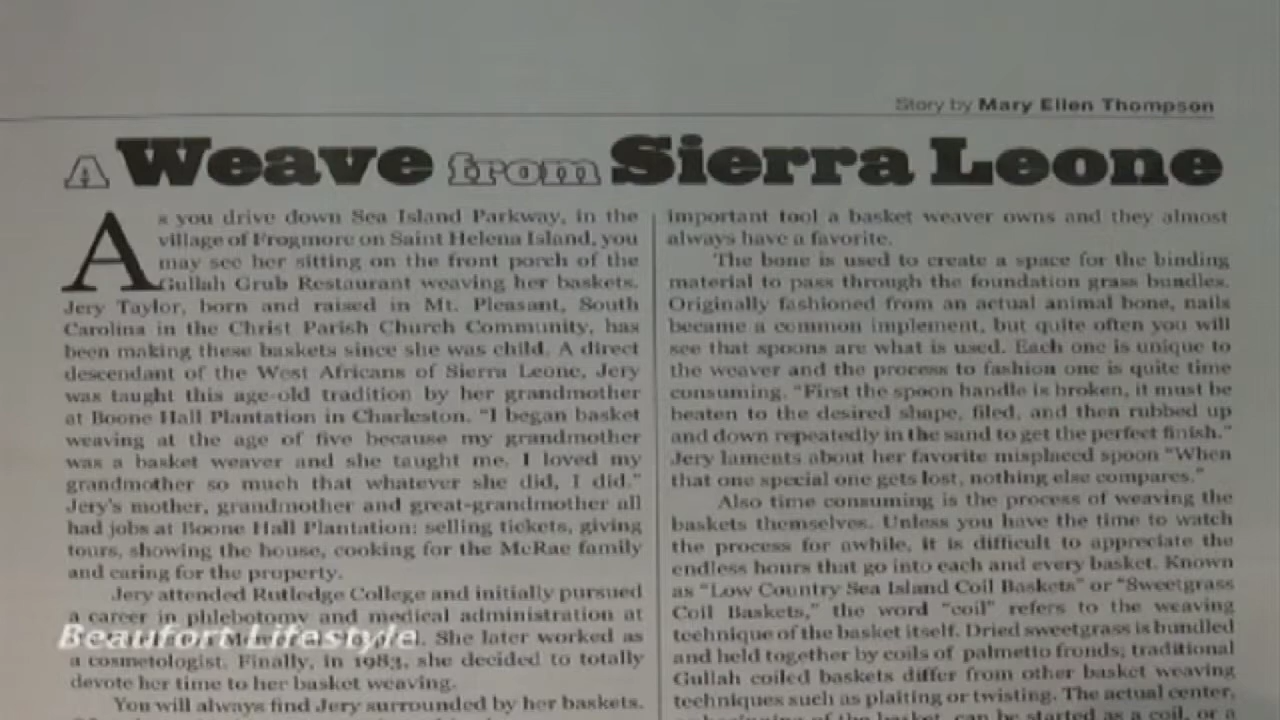 Story by Mary Ellen Thompson
A Weave from Sierra Leone
As you drive down Sea Island Parkway, in the
village of Frogmore on Saint Helena Island, you
may see her sitting on the front porch of the
Gullah Grub Restaurant weaving her baskets.
Jery Taylor, born and raised in Mt. Pleasant, South
Carolina in the Christ Parish Church Community, has
been making these baskets since she was child. A direct
descendant of the West Africans of Sierra Leone, Jery
was taught this age-old tradition by her grandmother
at Boone Hall Plantation in Charleston. "I began basket
weaving at the age of five because my grandmother
was a basket weaver and she taught me. I loved my
grandmother so much that whatever she did, I did."
Jery's mother, grandmother and great-grandmother all
had jobs at Boone Hall Plantation: selling tickets, giving
tours, showing the house, cooking for the McRae family
and caring for the property.
Jery attended Rutledge College and initially pursued
a career in phlebotomy and medical administration at
She later worked as
a cosmetologist. Finally, in 1983, she decided to totally
devote her time to her basket weaving.
You will always find Jery surrounded by her baskets.
important tool a basket weaver owns and they almost
always have a favorite.
The bone is used to create a space for the binding
material to pass through the foundation grass bundles.
Originally fashioned from an actual animal bone, nails
became a common implement, but quite often you will
see that spoons are what is used. Each one is unique to
the weaver and the process to fashion one is quite time
consuming. "First the spoon handle is broken, it must be
beaten to the desired shape, filed, and then rubbed up
and down repeatedly in the sand to get the perfect finish."
Jery laments about her favorite misplaced spoon "When
that one special one gets lost, nothing else compares."
Also time consuming is the process of weaving the
baskets themselves. Unless you have the time to watch
the process for awhile, it is difficult to appreciate the
endless hours that go into each and every basket. Known
as "Low Country Sea Island Coil Baskets" or "Sweetgrass
Coil Baskets," the word "coil" refers to the weaving
technique of the basket itself. Dried sweetgrass is bundled
and held together by coils of palmetto fronds; traditional
Gullah coiled baskets differ from other basket weaving
techniques such as plaiting or twisting. The actual center,
beginning of the basket, can be started as a coil, or a
Beaufort Lifestyle